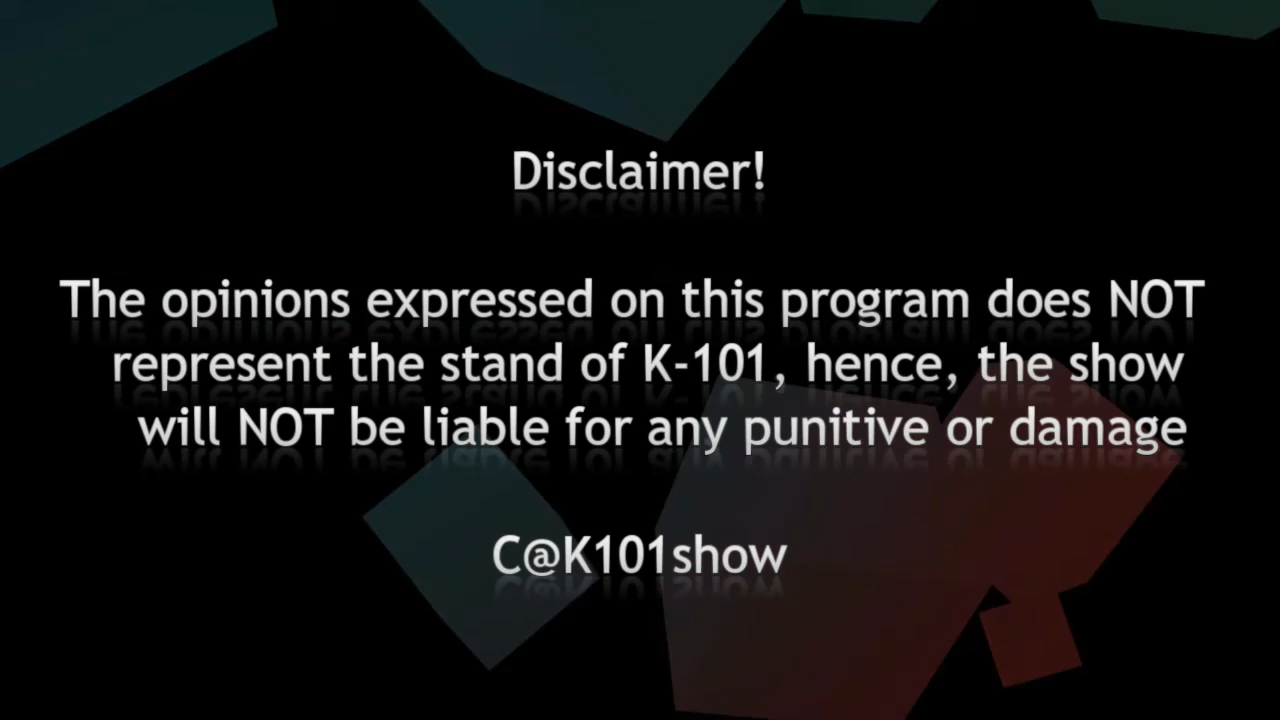 Disclaimer!
The opinions expressed on this program does NOT
represent the stand of K-101, hence, the show
will NOT be liable for any punitive or damage
C@K101show